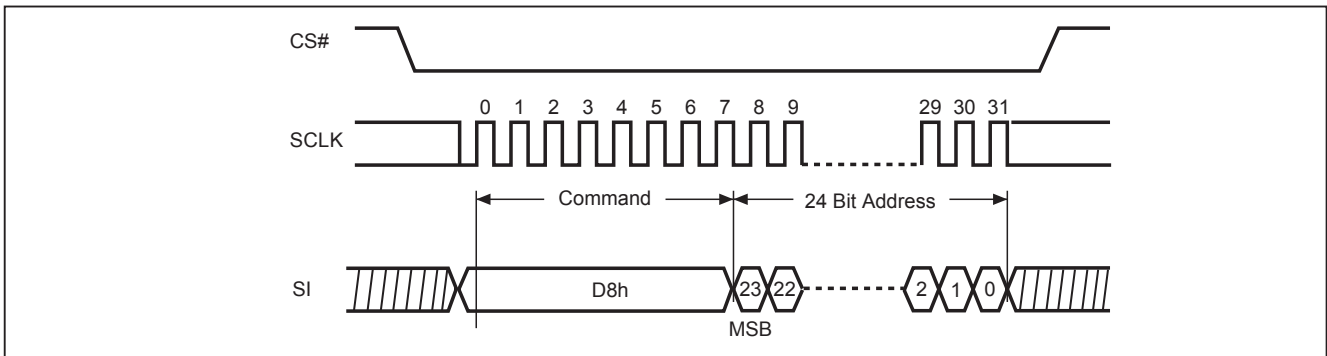 CS#
0 1 2 3 4 5 6 7 8 9 29 30 31
SCLK
Command 24 Bit Address
SI D8h 23 22 2 1 0
MSB